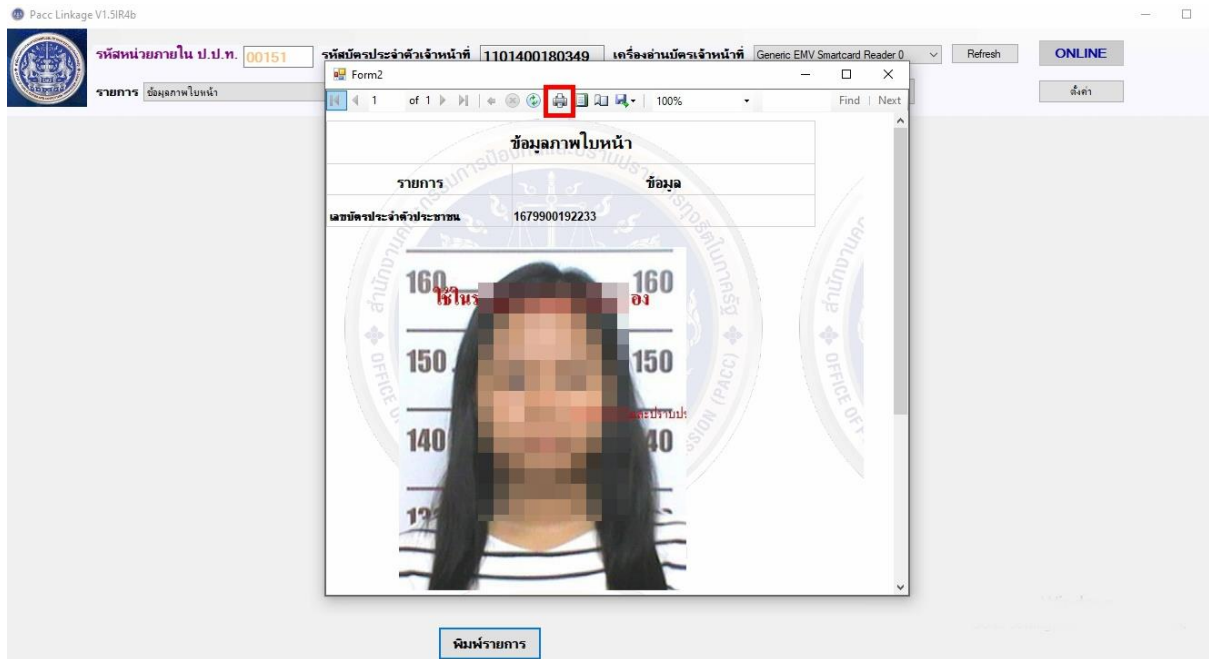 Pacc Linkage V1.5IR4b
รหัสหน่วยภายใน ป.ป.ท. 00151 รหัสบัตรประจำตัวเจ้าหน้าที่ 1101400180349 เครื่องอ่านบัตรเจ้าหน้าที่ Generic EMV Smartcard Reader 0 Refresh ONLINE
รายการ ข้อมูลภาพใบหน้า ตั้งค่า
Form2
1 of 1 100% Find | Next
ข้อมูลภาพใบหน้า
รายการ ข้อมูล
เลขบัตรประจำตัวประชาชน 1679900192233
160 160
ใช้ใน
150 150
140 40
พิมพ์รายการ